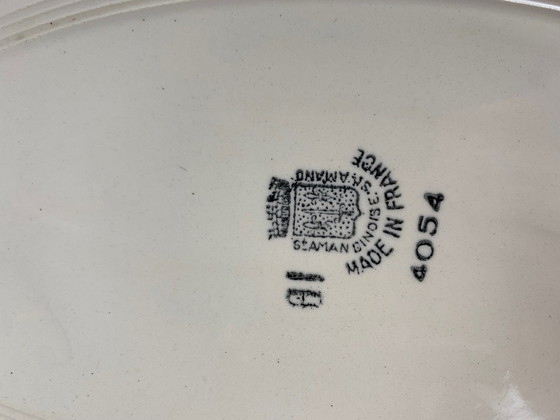 St AMAND
St AMANDINOISE
MADE IN FRANCE
4054